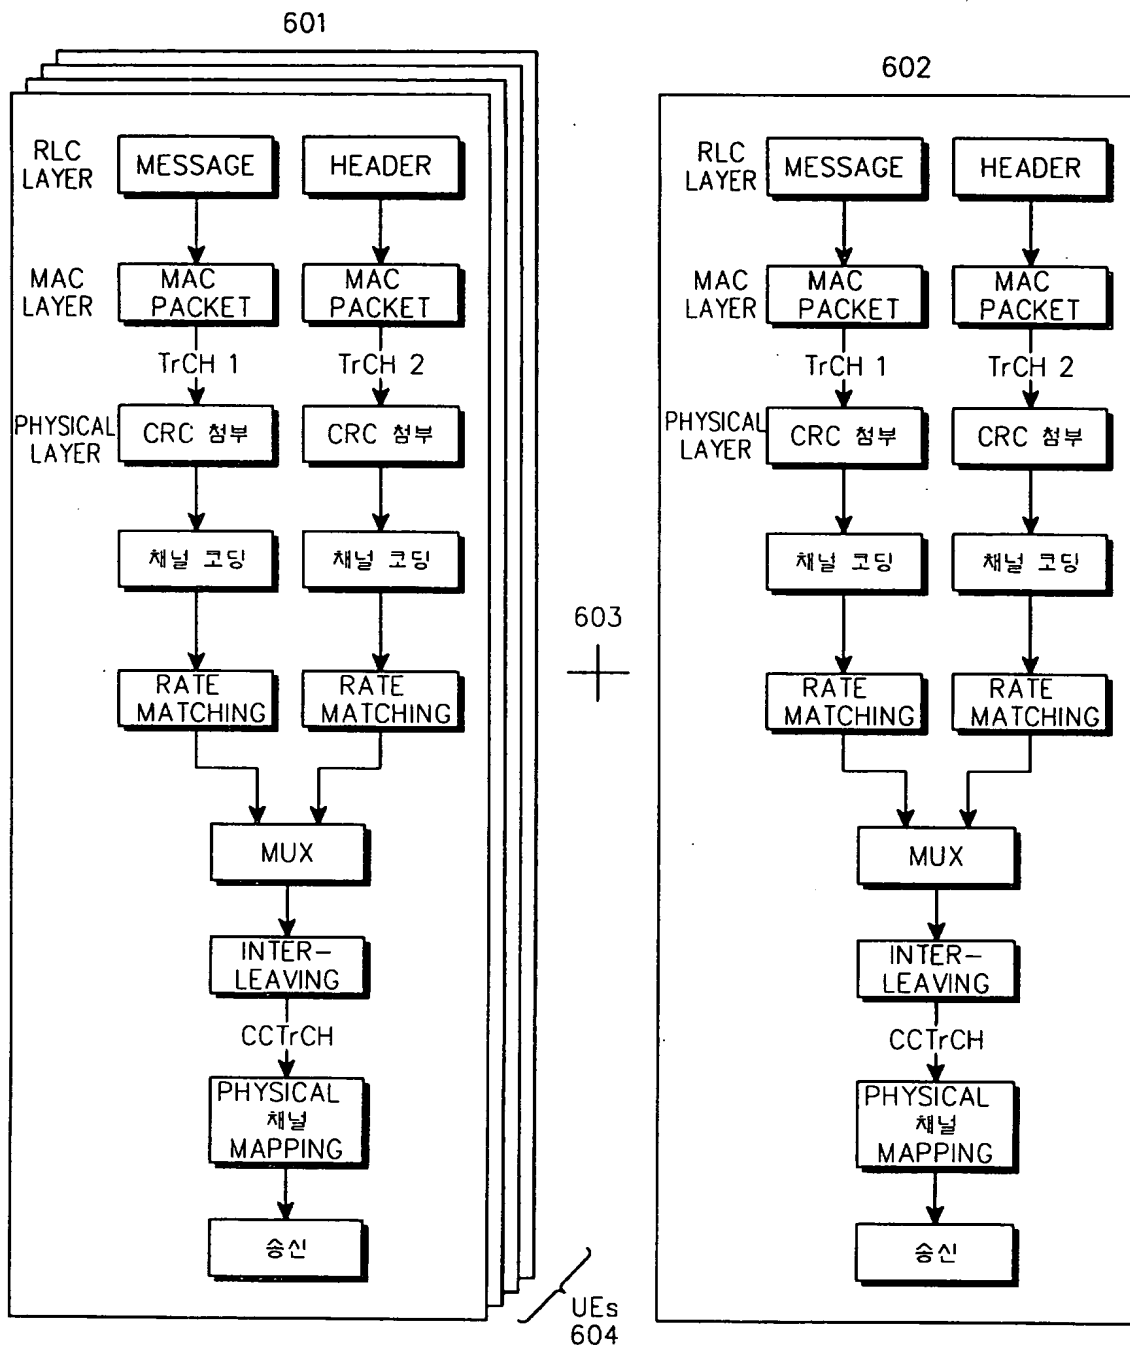 601
RLC LAYER
MESSAGE
HEADER
MAC LAYER
MAC PACKET
MAC PACKET
TrCH 1
TrCH 2
PHYSICAL LAYER
CRC 첨부
CRC 첨부
채널 코딩
채널 코딩
RATE MATCHING
RATE MATCHING
MUX
INTER-
LEAVING
CCTrCH
PHYSICAL
채널
MAPPING
송신
UEs
604
603
602
RLC LAYER
MESSAGE
HEADER
MAC LAYER
MAC PACKET
MAC PACKET
TrCH 1
TrCH 2
PHYSICAL LAYER
CRC 첨부
CRC 첨부
채널 코딩
채널 코딩
RATE MATCHING
RATE MATCHING
MUX
INTER-
LEAVING
CCTrCH
PHYSICAL
채널
MAPPING
송신